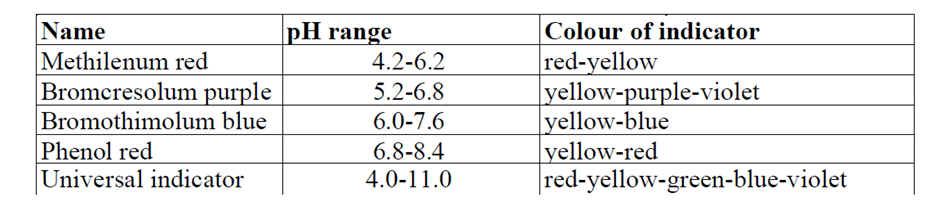 Name pH range Colour of indicator
Methilenum red 4.2-6.2 red-yellow
Bromcresolum purple 5.2-6.8 yellow-purple-violet
Bromothimolum blue 6.0-7.6 yellow-blue
Phenol red 6.8-8.4 yellow-red
Universal indicator 4.0-11.0 red-yellow-green-blue-violet